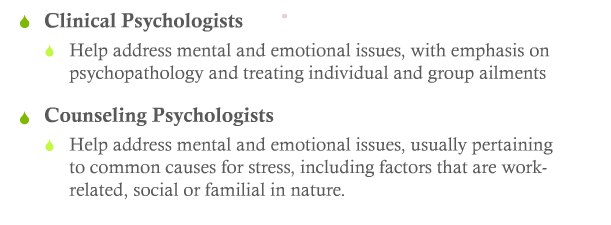 Clinical Psychologists
Help address mental and emotional issues, with emphasis on
psychopathology and treating individual and group ailments
Counseling Psychologists
Help address mental and emotional issues, usually pertaining
to common causes for stress, including factors that are work-
related, social or familial in nature.